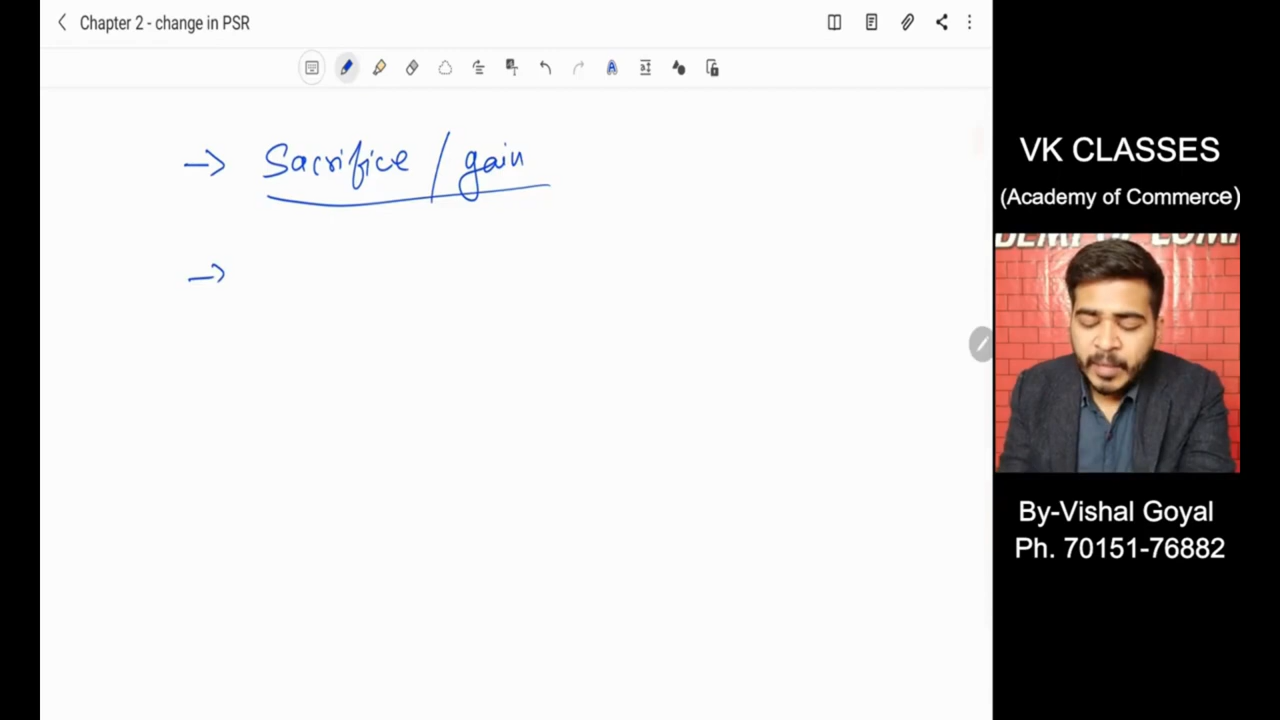 Chapter 2 - change in PSR
→ Sacrifice / gain
→
VK CLASSES
(Academy of Commerce)
By-Vishal Goyal
Ph. 70151-76882